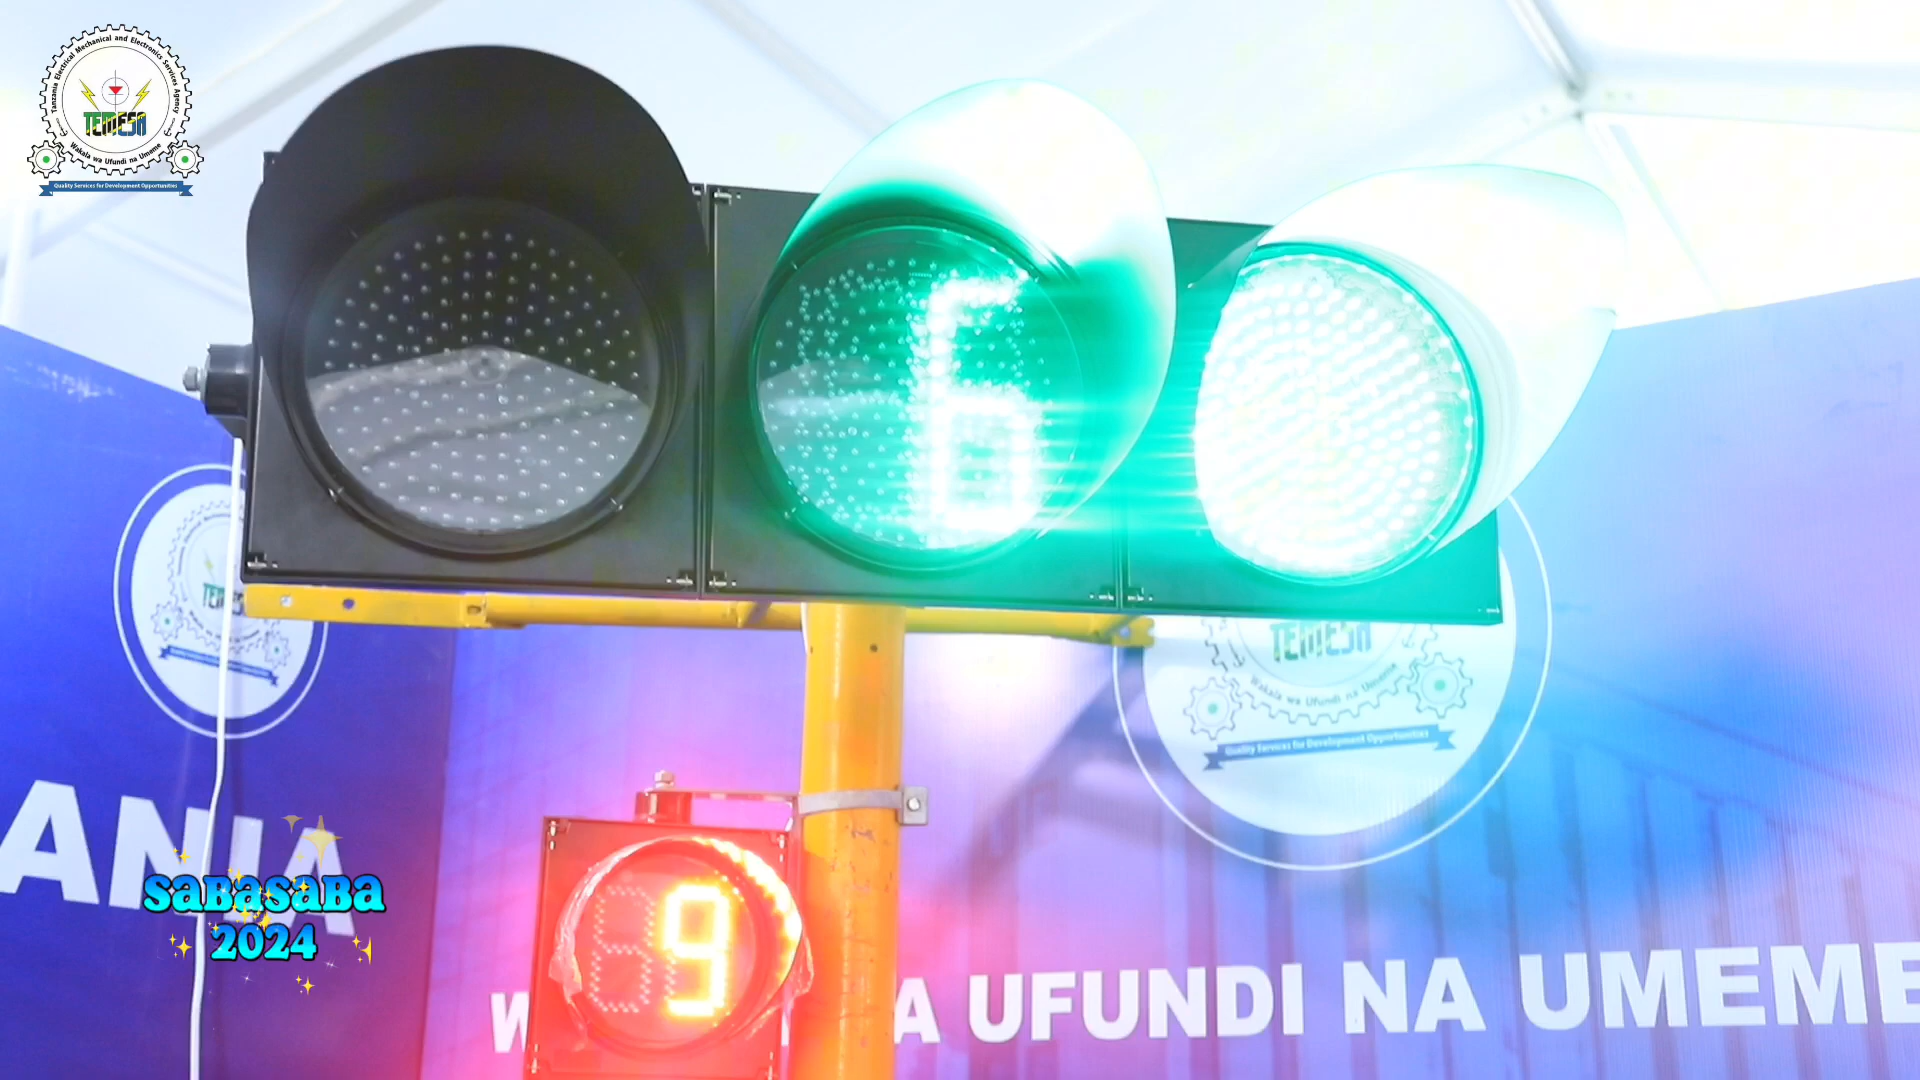 Tanzania Electrical Mechanical and Electronics Services Agency
TEMESA
Wakala wa Ufundi na Umeme
Quality Services for Development Opportunities
6
TEMESA
Wakala wa Ufundi na Umeme
Quality Services for Development Opportunities
ANIA
SABASABA
2024
9
W
A UFUNDI NA UMEME